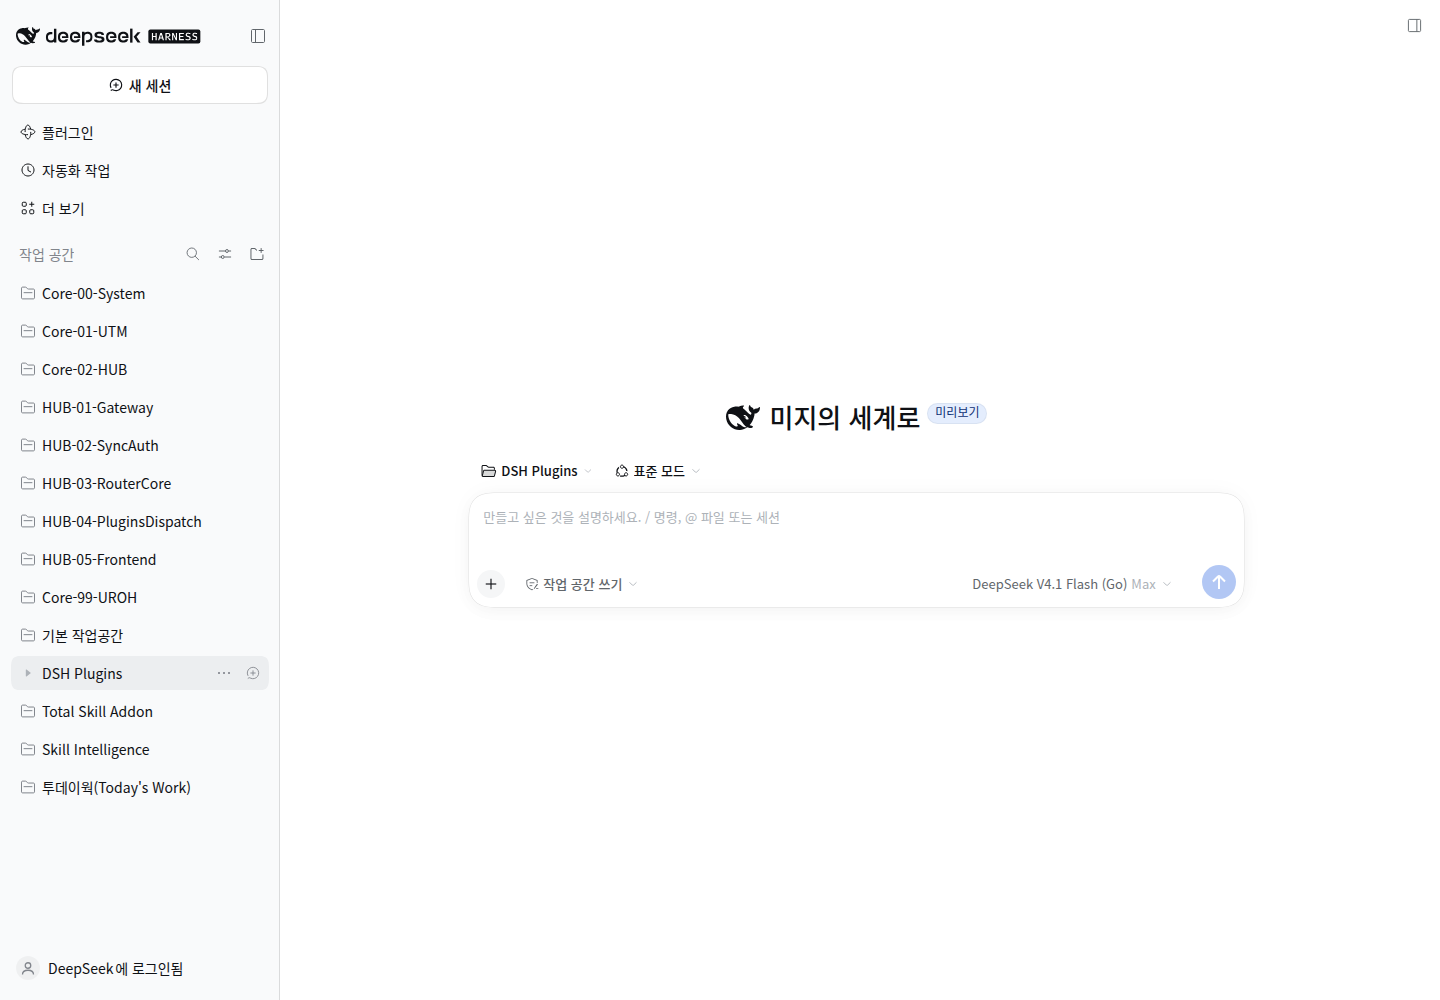 deepseek HARNESS
새 세션
플러그인
자동화 작업
더 보기
작업 공간
Core-00-System
Core-01-UTM
Core-02-HUB
HUB-01-Gateway
HUB-02-SyncAuth
HUB-03-RouterCore
HUB-04-PluginsDispatch
HUB-05-Frontend
Core-99-UROH
기본 작업공간
DSH Plugins
Total Skill Addon
Skill Intelligence
투데이웍(Today's Work)
DeepSeek에 로그인됨
미지의 세계로 미리보기
DSH Plugins 표준 모드
만들고 싶은 것을 설명하세요. / 명령, @ 파일 또는 세션
작업 공간 쓰기 DeepSeek V4.1 Flash (Go) Max